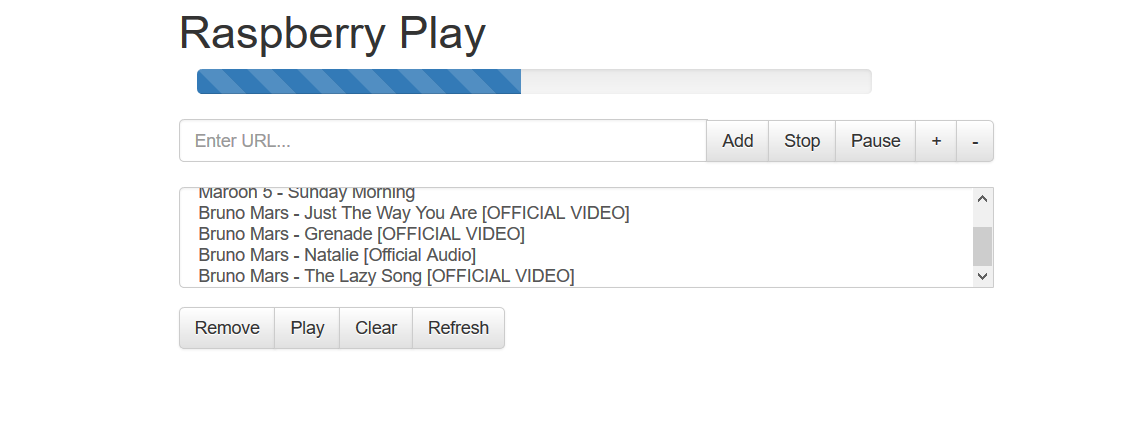 Raspberry Play
Enter URL... Add Stop Pause + -
Maroon 5 - Sunday Morning
Bruno Mars - Just The Way You Are [OFFICIAL VIDEO]
Bruno Mars - Grenade [OFFICIAL VIDEO]
Bruno Mars - Natalie [Official Audio]
Bruno Mars - The Lazy Song [OFFICIAL VIDEO]
Remove Play Clear Refresh